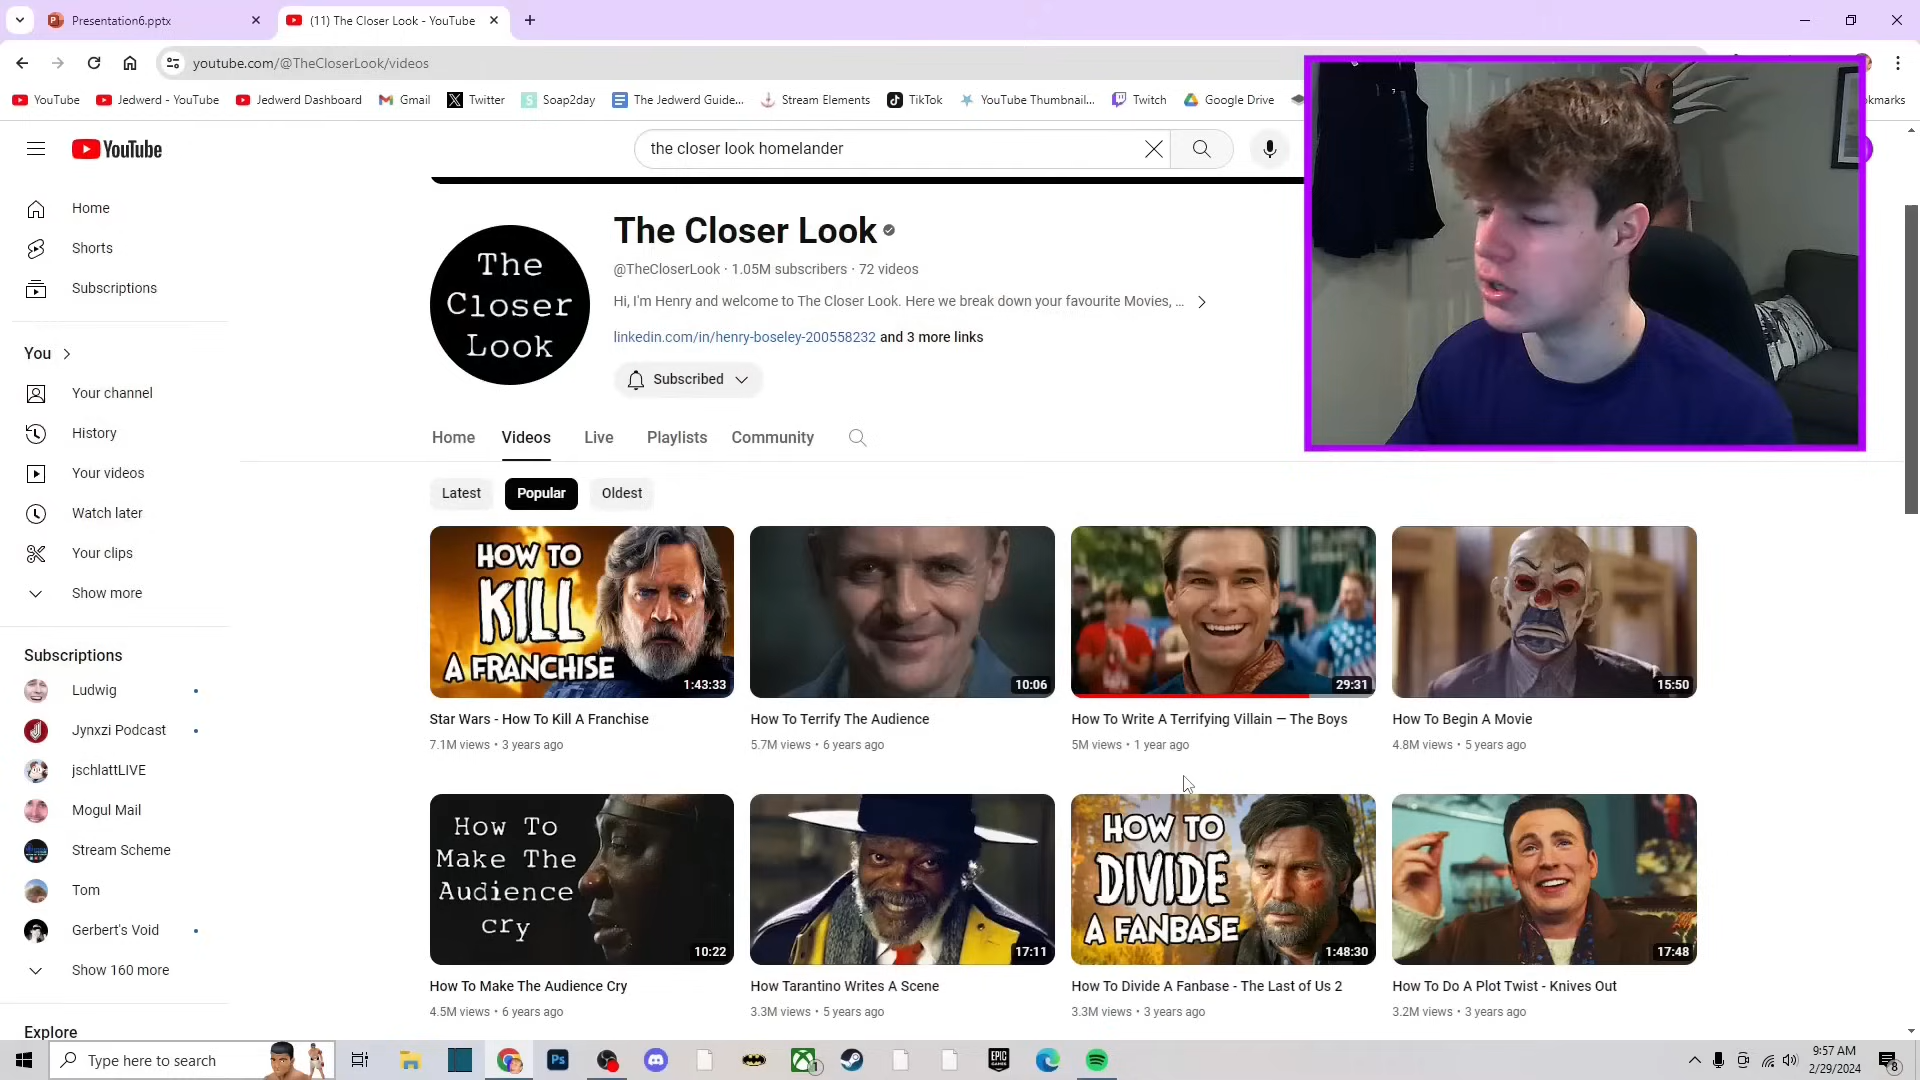 Presentation6.pptx
(11) The Closer Look - YouTube
youtube.com/@TheCloserLook/videos
YouTube
Jedwerd - YouTube
Jedwerd Dashboard
Gmail
Twitter
Soap2day
The Jedwerd Guide...
Stream Elements
TikTok
YouTube Thumbnail...
Twitch
Google Drive
YouTube
the closer look homelander
Home
Shorts
Subscriptions
You
Your channel
History
Your videos
Watch later
Your clips
Show more
Subscriptions
Ludwig
Jynxzi Podcast
jschlattLIVE
Mogul Mail
Stream Scheme
Tom
Gerbert's Void
Show 160 more
Explore
The
Closer
Look
The Closer Look
@TheCloserLook · 1.05M subscribers · 72 videos
Hi, I'm Henry and welcome to The Closer Look. Here we break down your favourite Movies, ...
linkedin.com/in/henry-boseley-200558232 and 3 more links
Subscribed
Home Videos Live Playlists Community
Latest Popular Oldest
HOW TO
KILL
A FRANCHISE
1:43:33
Star Wars - How To Kill A Franchise
7.1M views • 3 years ago
10:06
How To Terrify The Audience
5.7M views • 6 years ago
29:31
How To Write A Terrifying Villain — The Boys
5M views • 1 year ago
15:50
How To Begin A Movie
4.8M views • 5 years ago
How To
Make The
Audience
cry
10:22
How To Make The Audience Cry
4.5M views • 6 years ago
17:11
How Tarantino Writes A Scene
3.3M views • 5 years ago
HOW TO
DIVIDE
A FANBASE
1:48:30
How To Divide A Fanbase - The Last of Us 2
3.3M views • 3 years ago
17:48
How To Do A Plot Twist - Knives Out
3.2M views • 3 years ago
Type here to search
Ps
EPIC
GAMES
9:57 AM
2/29/2024